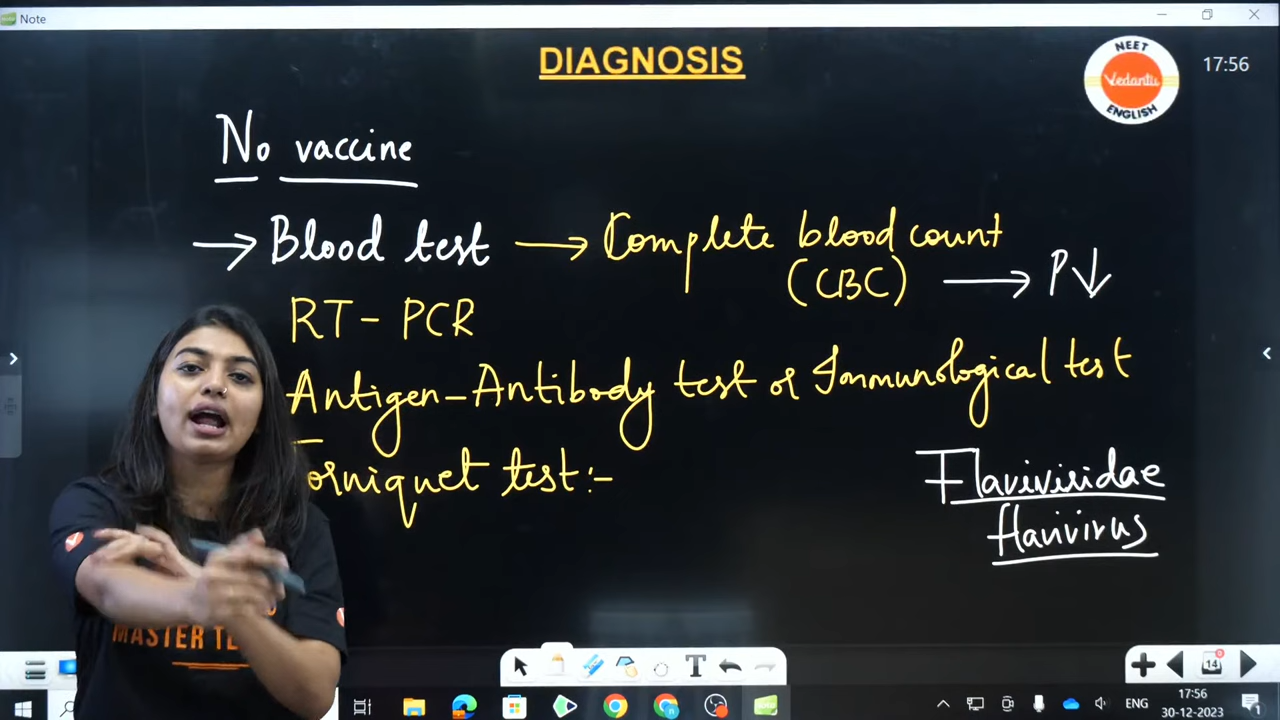 Note
DIAGNOSIS
NEET
Vedantu
ENGLISH
17:56
No vaccine
→ Blood test → Complete blood count
(CBC) → P↓
RT - PCR
Antigen - Antibody test or Immunological test
Torniquet test :-
Flaviviridae
flavivirus
MASTER TE
T
14
ENG
17:56
30-12-2023